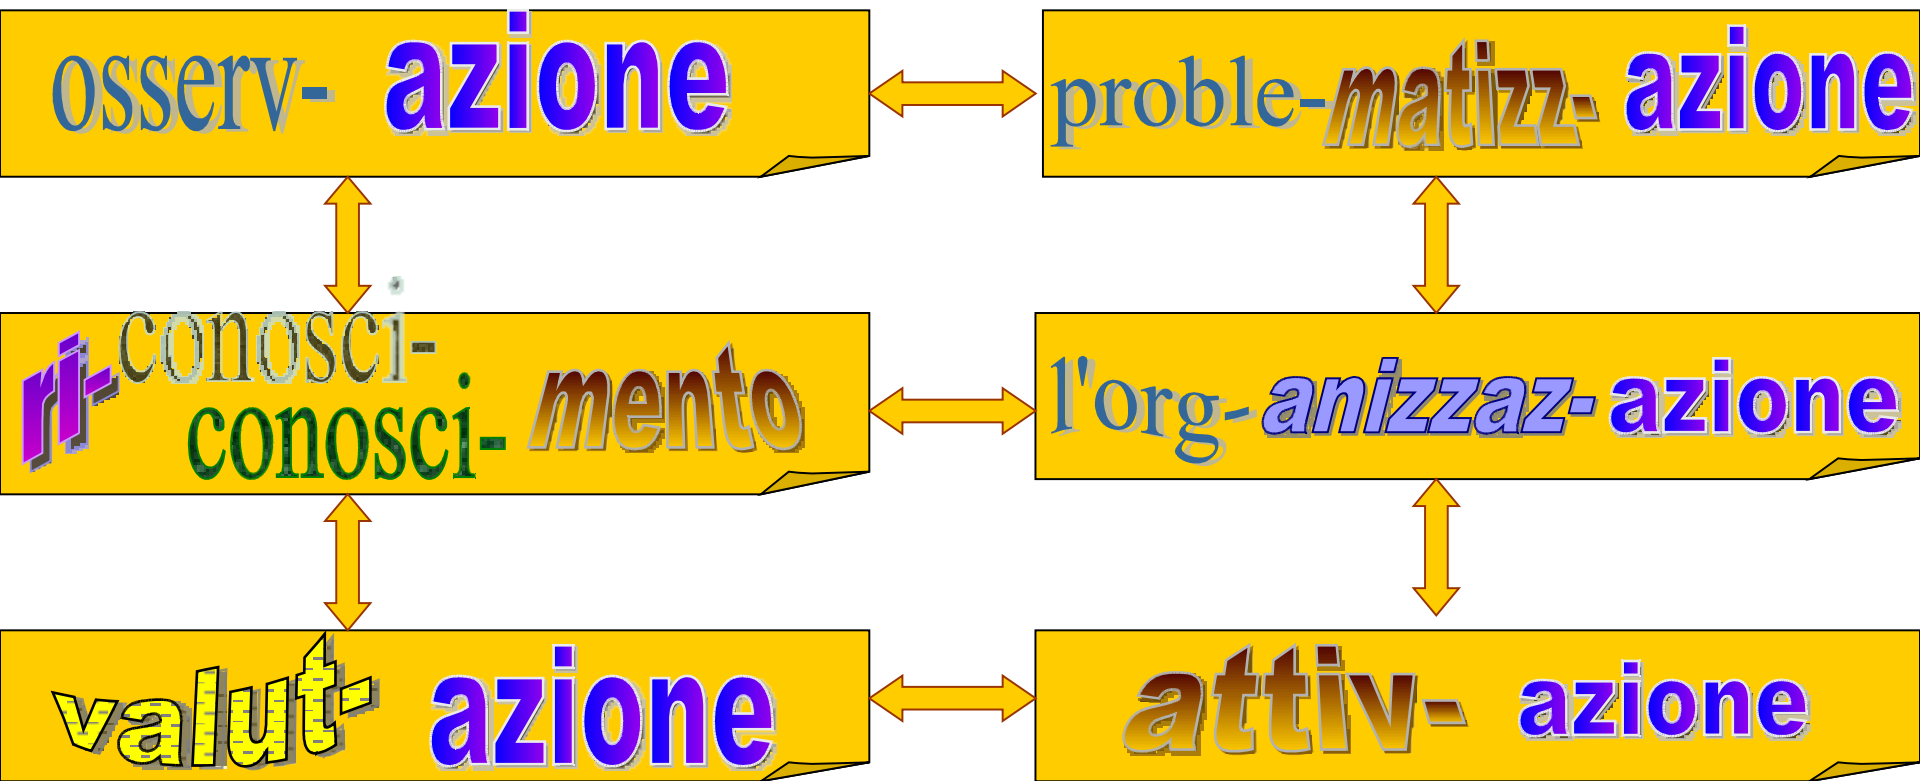 osserv- azione
proble-matizz- azione
ri-conosci-
conosci-mento
l'org-anizzaz-azione
valut- azione
attiv- azione